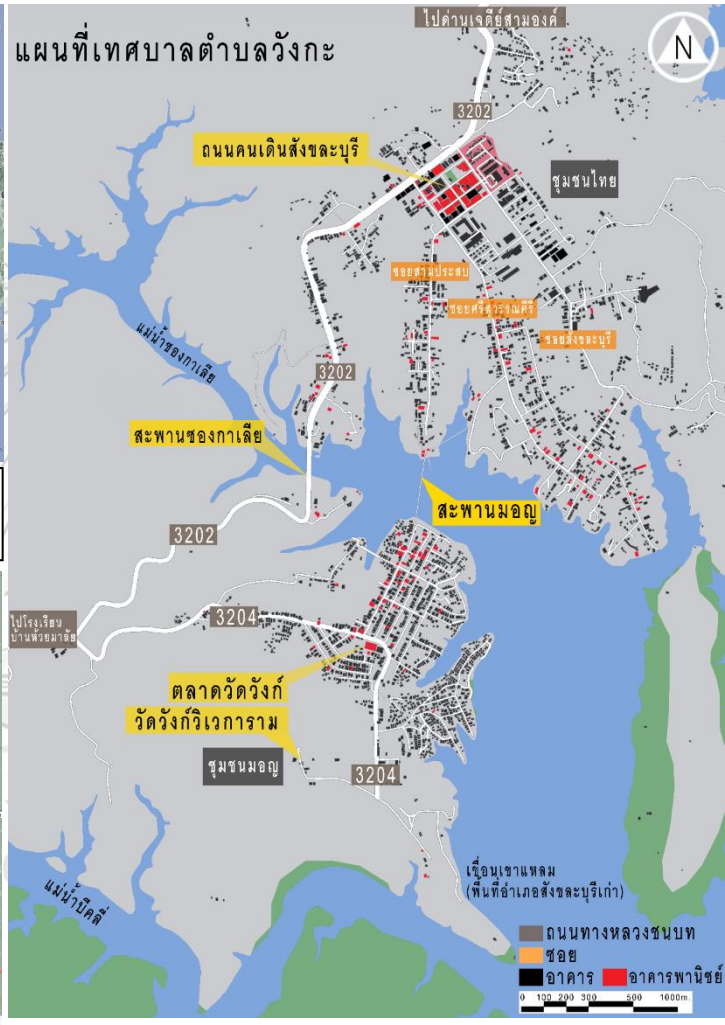 แผนที่เทศบาลตำบลวังกะ
ไปด่านเจดีย์สามองค์
N
3202
ถนนคนเดินสังขละบุรี
ชุมชนไทย
ซอยสามประสบ
ซอยศรีสุวรรณคีรี
ซอยสังขละบุรี
แม่น้ำซองกาเลีย
3202
สะพานซองกาเลีย
สะพานมอญ
3202
ไปโรงเรียน
บ้านห้วยมาลัย
3204
ตลาดวัดวังก์
วัดวังก์วิเวการาม
ชุมชนมอญ
3204
แม่น้ำบีคลี่
เขื่อนเขาแหลม
(พื้นที่อำเภอสังขละบุรีเก่า)
ถนนทางหลวงชนบท
ซอย
อาคาร อาคารพานิชย์
0 100 200 300 500 1000m.